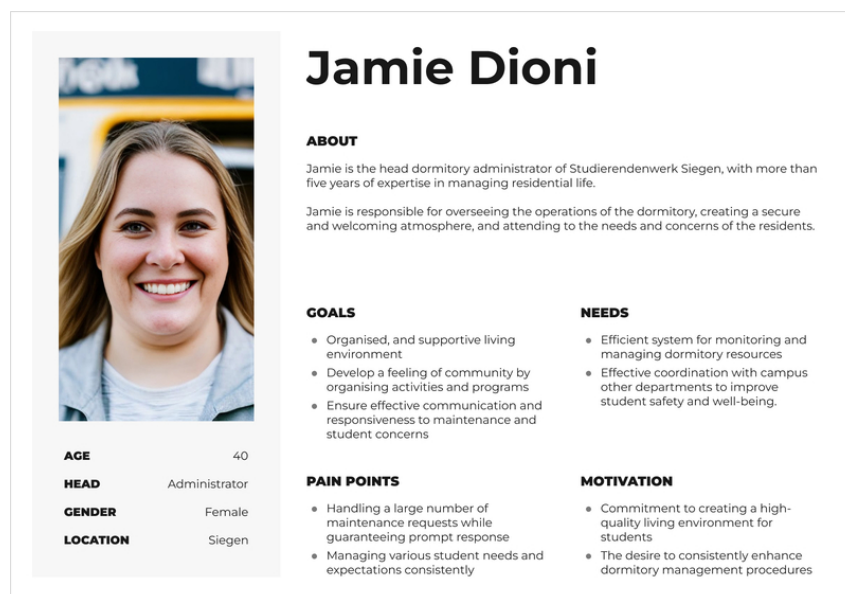 Jamie Dioni
ABOUT
Jamie is the head dormitory administrator of Studierendenwerk Siegen, with more than
five years of expertise in managing residential life.
Jamie is responsible for overseeing the operations of the dormitory, creating a secure
and welcoming atmosphere, and attending to the needs and concerns of the residents.
GOALS
Organised, and supportive living
environment
Develop a feeling of community by
organising activities and programs
Ensure effective communication and
responsiveness to maintenance and
student concerns
NEEDS
Efficient system for monitoring and
managing dormitory resources
Effective coordination with campus
other departments to improve
student safety and well-being.
PAIN POINTS
Handling a large number of
maintenance requests while
guaranteeing prompt response
Managing various student needs and
expectations consistently
MOTIVATION
Commitment to creating a high-
quality living environment for
students
The desire to consistently enhance
dormitory management procedures
AGE 40
HEAD Administrator
GENDER Female
LOCATION Siegen